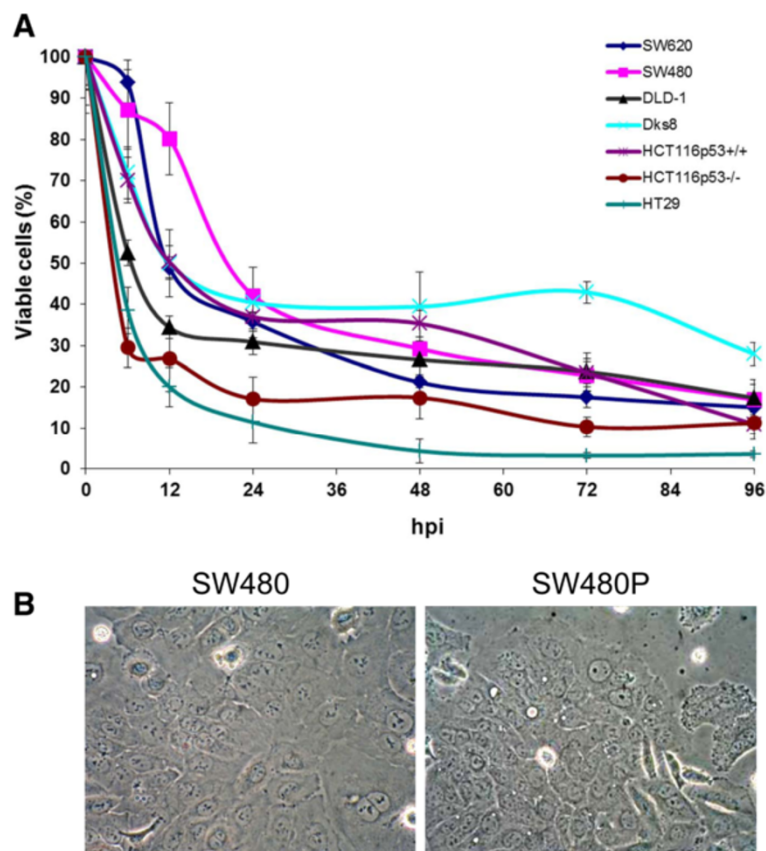 A
SW620
SW480
DLD-1
Dks8
HCT116p53+/+
HCT116p53-/-
HT29
Viable cells (%)
100
90
80
70
60
50
40
30
20
10
0
0 12 24 36 48 60 72 84 96
hpi
B
SW480 SW480P